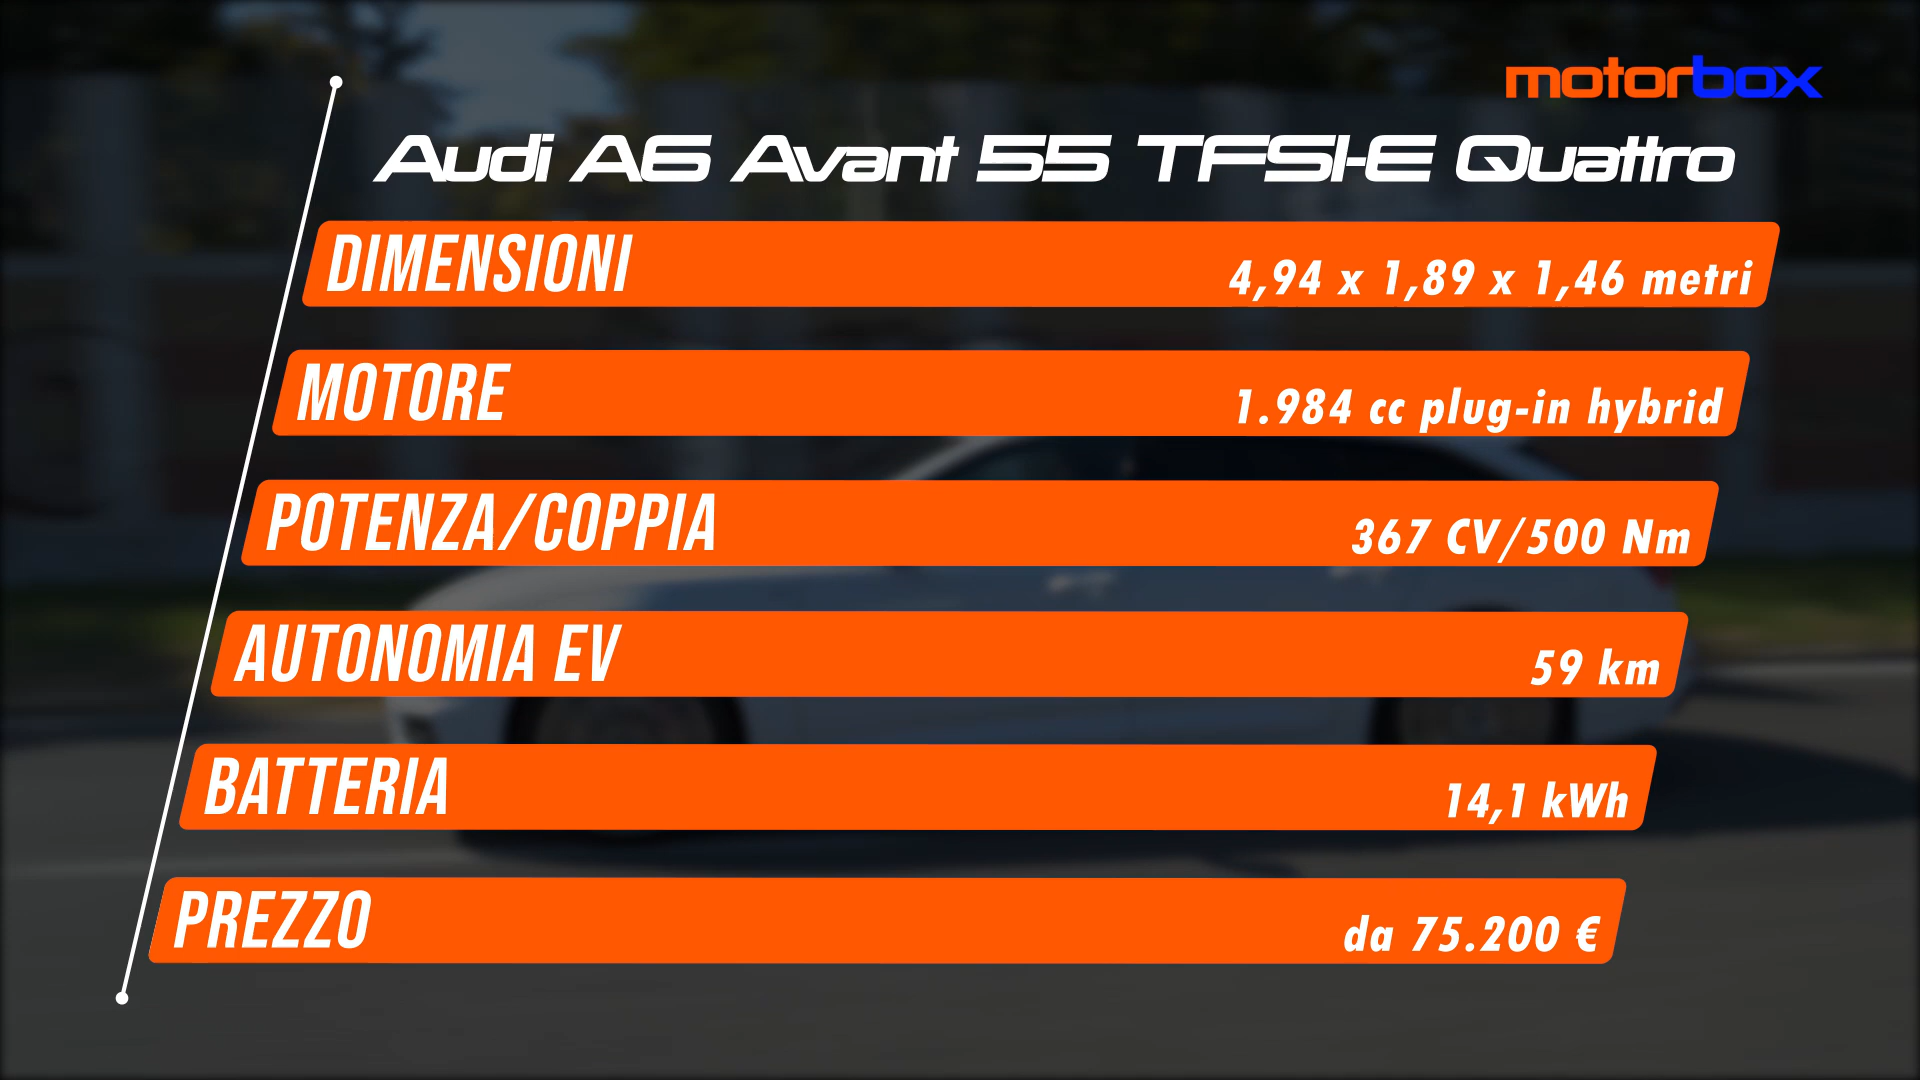 motorbox
Audi A6 Avant 55 TFSI-E Quattro
DIMENSIONI 4,94 x 1,89 x 1,46 metri
MOTORE 1.984 cc plug-in hybrid
POTENZA/COPPIA 367 CV/500 Nm
AUTONOMIA EV 59 km
BATTERIA 14,1 kWh
PREZZO da 75.200 €